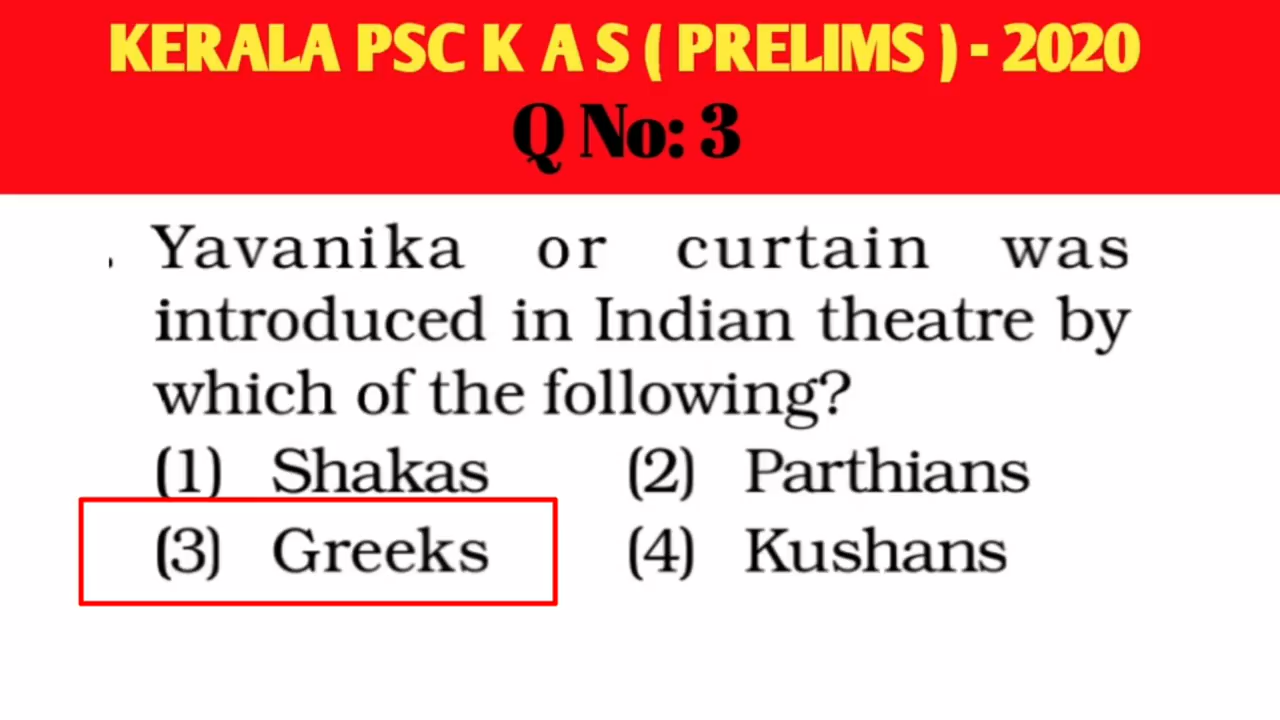 KERALA PSC K A S ( PRELIMS ) - 2020
Q No: 3
Yavanika or curtain was
introduced in Indian theatre by
which of the following?
(1) Shakas (2) Parthians
(3) Greeks (4) Kushans